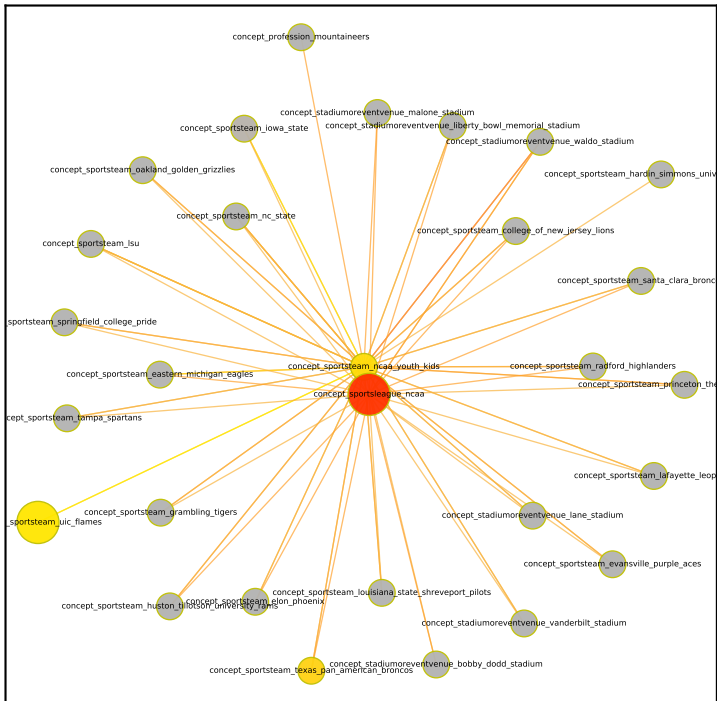 concept_profession_mountaineers
concept_stadiumoreventvenue_malone_stadium
concept_sportsteam_iowa_state
concept_stadiumoreventvenue_liberty_bowl_memorial_stadium
concept_stadiumoreventvenue_waldo_stadium
concept_sportsteam_oakland_golden_grizzlies
concept_sportsteam_hardin_simmons_univ
concept_sportsteam_nc_state
concept_sportsteam_college_of_new_jersey_lions
concept_sportsteam_lsu
concept_sportsteam_santa_clara_bronc
sportsteam_springfield_college_pride
concept_sportsteam_ncaa_youth_kids
concept_sportsteam_radford_highlanders
concept_sportsteam_eastern_michigan_eagles
concept_sportsteam_princeton_the
concept_sportsleague_ncaa
cept_sportsteam_tampa_spartans
concept_sportsteam_lafayette_leop
concept_sportsteam_grambling_tigers
concept_stadiumoreventvenue_lane_stadium
_sportsteam_uic_flames
concept_sportsteam_evansville_purple_aces
concept_sportsteam_louisiana_state_shreveport_pilots
concept_sportsteam_elon_phoenix
concept_sportsteam_huston_tillotson_university_rams
concept_stadiumoreventvenue_vanderbilt_stadium
concept_stadiumoreventvenue_bobby_dodd_stadium
concept_sportsteam_texas_pan_american_broncos